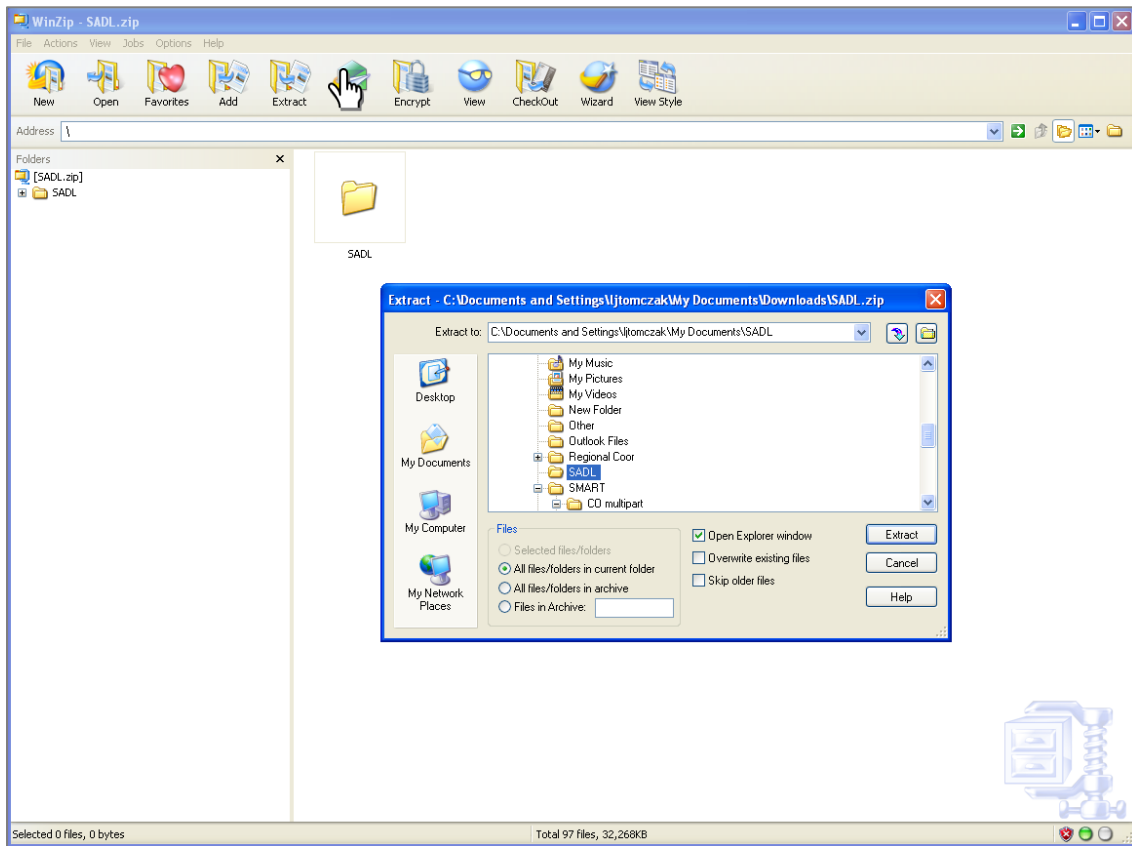 WinZip - SADL.zip
File Actions View Jobs Options Help
New Open Favorites Add Extract Encrypt View CheckOut Wizard View Style
Address \
Folders
[SADL.zip]
SADL
SADL
Extract - C:\Documents and Settings\ljtomczak\My Documents\Downloads\SADL.zip
Extract to: C:\Documents and Settings\ljtomczak\My Documents\SADL
Desktop
My Documents
My Computer
My Network
Places
My Music
My Pictures
My Videos
New Folder
Other
Outlook Files
Regional Coor
SADL
SMART
CO multipart
Files
Selected files/folders
All files/folders in current folder
All files/folders in archive
Files in Archive:
Open Explorer window
Overwrite existing files
Skip older files
Extract
Cancel
Help
Selected 0 files, 0 bytes
Total 97 files, 32,268KB